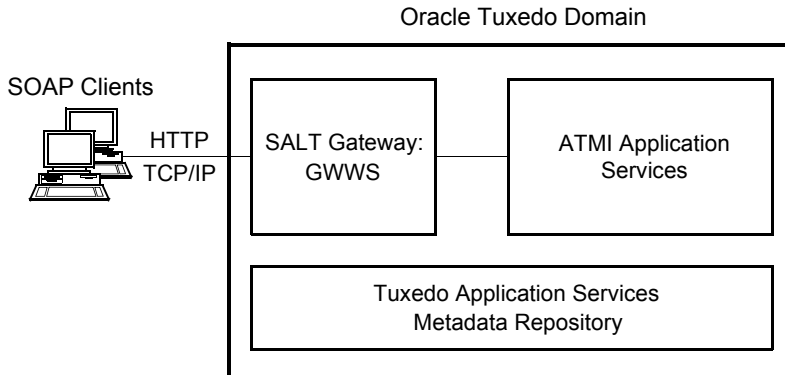 Oracle Tuxedo Domain
SOAP Clients
HTTP
TCP/IP
SALT Gateway:
GWWS
ATMI Application
Services
Tuxedo Application Services
Metadata Repository